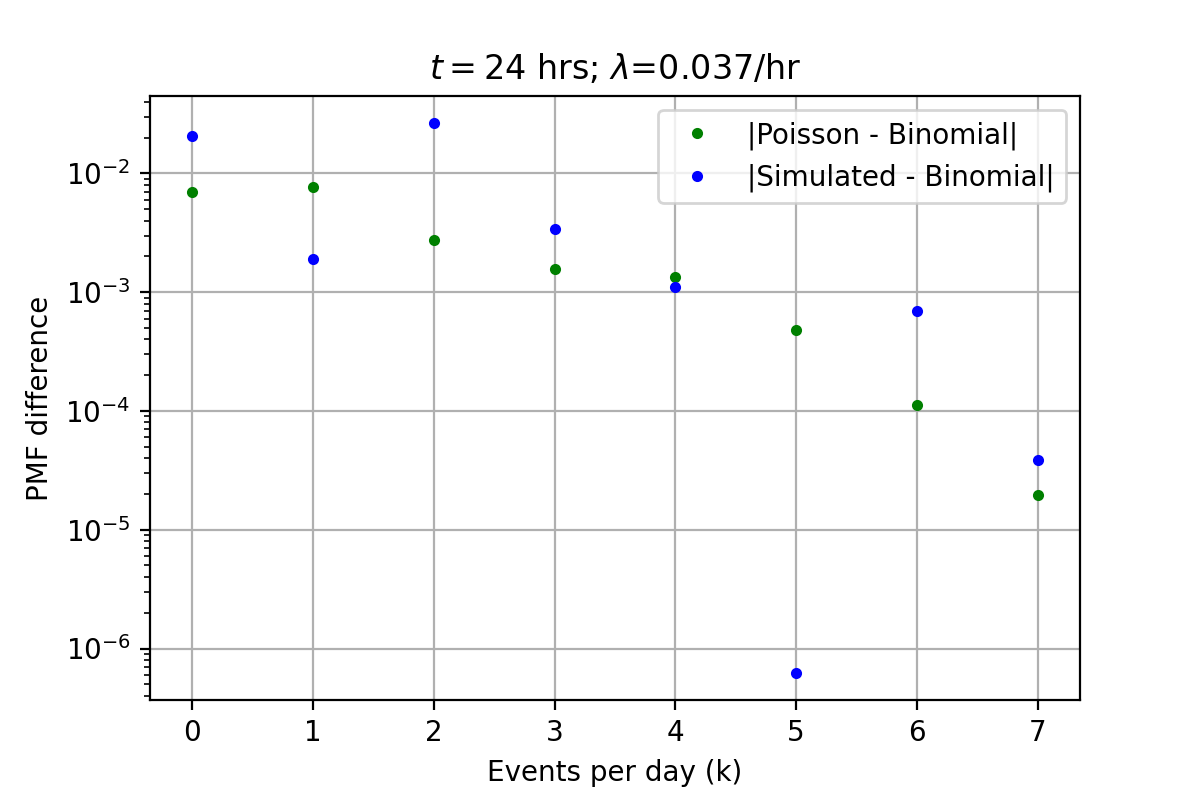 t = 24 hrs; λ=0.037/hr
|Poisson - Binomial|
|Simulated - Binomial|
PMF difference
10⁻²
10⁻³
10⁻⁴
10⁻⁵
10⁻⁶
0 1 2 3 4 5 6 7
Events per day (k)